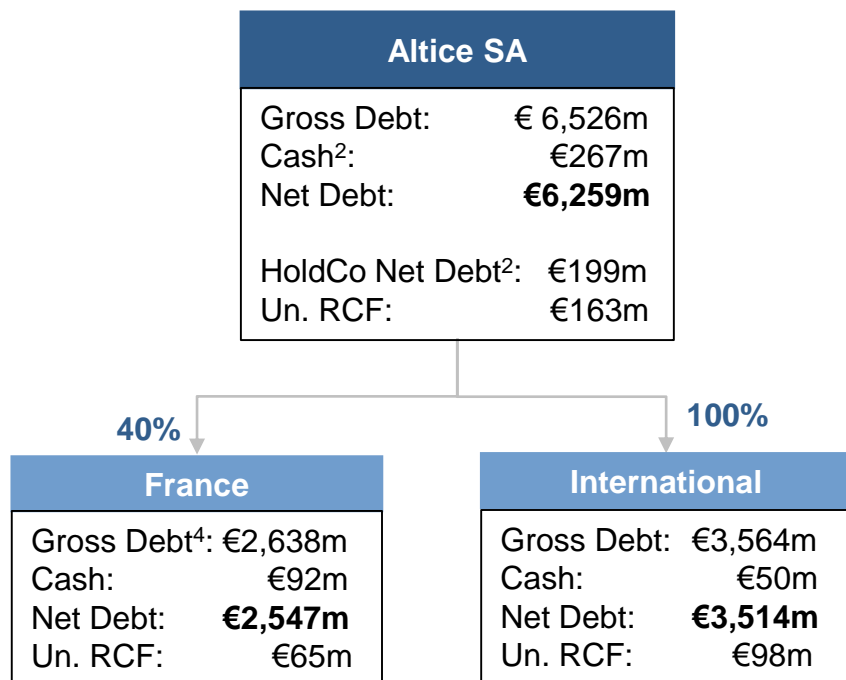 Altice SA
Gross Debt: € 6,526m
Cash²: €267m
Net Debt: €6,259m
HoldCo Net Debt²: €199m
Un. RCF: €163m
40%
100%
France
Gross Debt⁴: €2,638m
Cash: €92m
Net Debt: €2,547m
Un. RCF: €65m
International
Gross Debt: €3,564m
Cash: €50m
Net Debt: €3,514m
Un. RCF: €98m